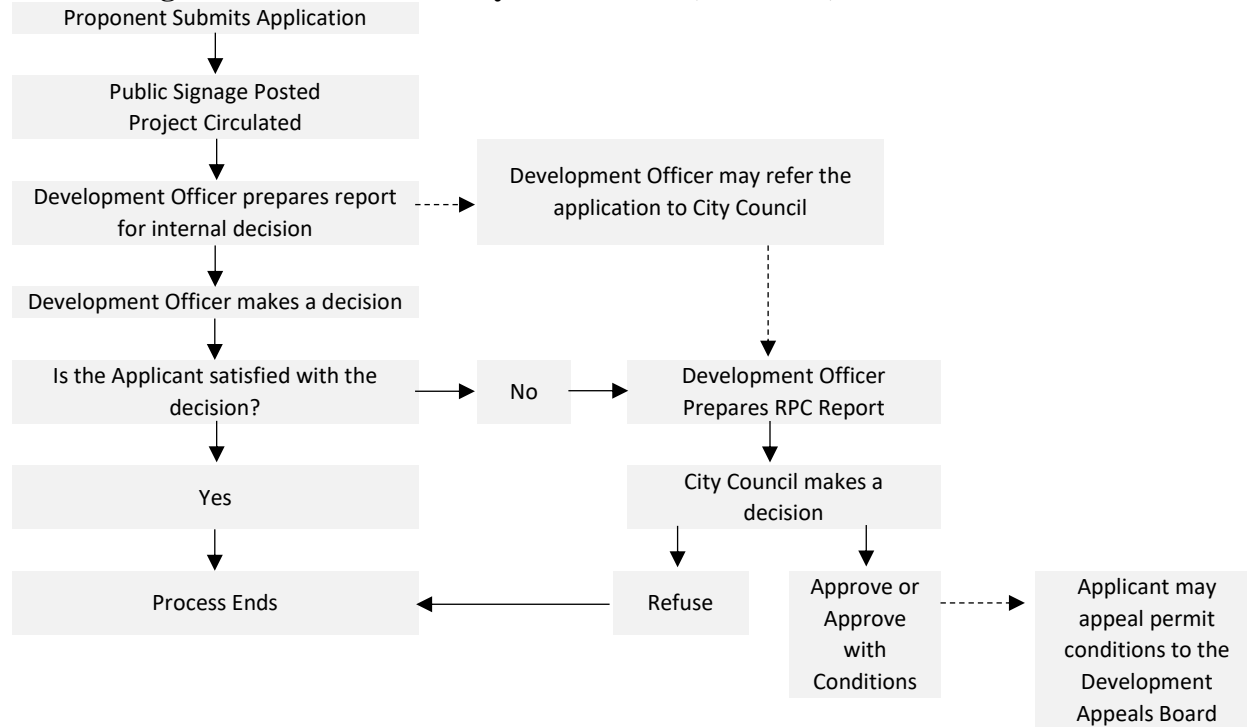 Proponent Submits Application
Public Signage Posted
Project Circulated
Development Officer prepares report
for internal decision
Development Officer may refer the
application to City Council
Development Officer makes a decision
Is the Applicant satisfied with the
decision?
No
Development Officer
Prepares RPC Report
Yes
City Council makes a
decision
Process Ends
Refuse
Approve or
Approve
with
Conditions
Applicant may
appeal permit
conditions to the
Development
Appeals Board